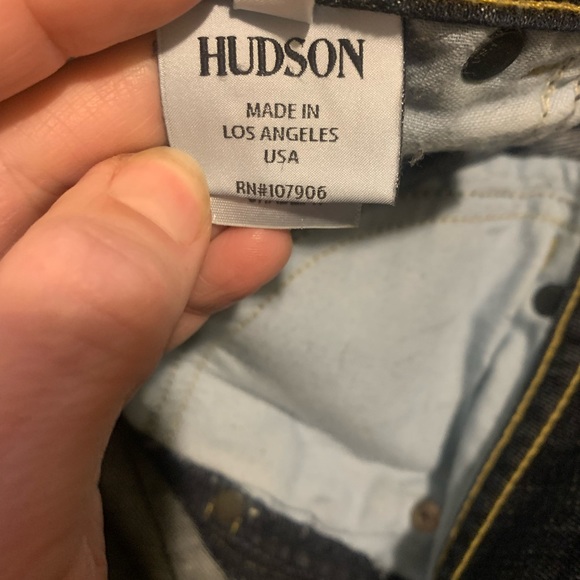 HUDSON
MADE IN
LOS ANGELES
USA
RN#107906